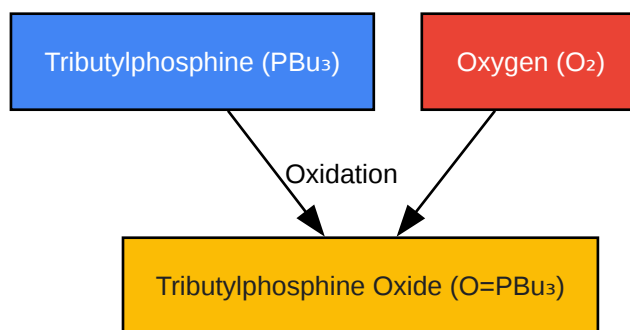 Tributylphosphine (PBu₃)
Oxygen (O₂)
Oxidation
Tributylphosphine Oxide (O=PBu₃)